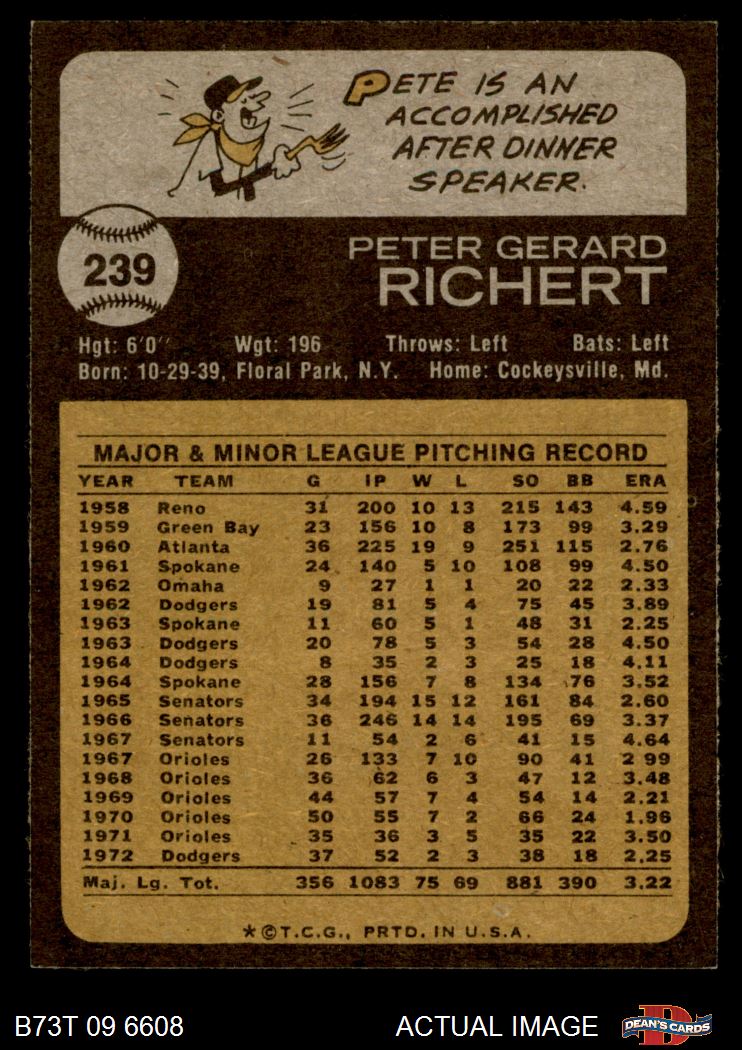 PETE IS AN
ACCOMPLISHED
AFTER DINNER
SPEAKER.
239
PETER GERARD
RICHERT
Hgt: 6'0" Wgt: 196 Throws: Left Bats: Left
Born: 10-29-39, Floral Park, N.Y. Home: Cockeysville, Md.
MAJOR & MINOR LEAGUE PITCHING RECORD
YEAR TEAM G IP W L SO BB ERA
1958 Reno 31 200 10 13 215 143 4.59
1959 Green Bay 23 156 10 8 173 99 3.29
1960 Atlanta 36 225 19 9 251 115 2.76
1961 Spokane 24 140 5 10 108 99 4.50
1962 Omaha 9 27 1 1 20 22 2.33
1962 Dodgers 19 81 5 4 75 45 3.89
1963 Spokane 11 60 5 1 48 31 2.25
1963 Dodgers 20 78 5 3 54 28 4.50
1964 Dodgers 8 35 2 3 25 18 4.11
1964 Spokane 28 156 7 8 134 76 3.52
1965 Senators 34 194 15 12 161 84 2.60
1966 Senators 36 246 14 14 195 69 3.37
1967 Senators 11 54 2 6 41 15 4.64
1967 Orioles 26 133 7 10 90 41 2 99
1968 Orioles 36 62 6 3 47 12 3.48
1969 Orioles 44 57 7 4 54 14 2.21
1970 Orioles 50 55 7 2 66 24 1.96
1971 Orioles 35 36 3 5 35 22 3.50
1972 Dodgers 37 52 2 3 38 18 2.25
Maj. Lg. Tot. 356 1083 75 69 881 390 3.22
*©T.C.G., PRTD. IN U.S.A.
B73T 09 6608 ACTUAL IMAGE D DEAN'S CARDS